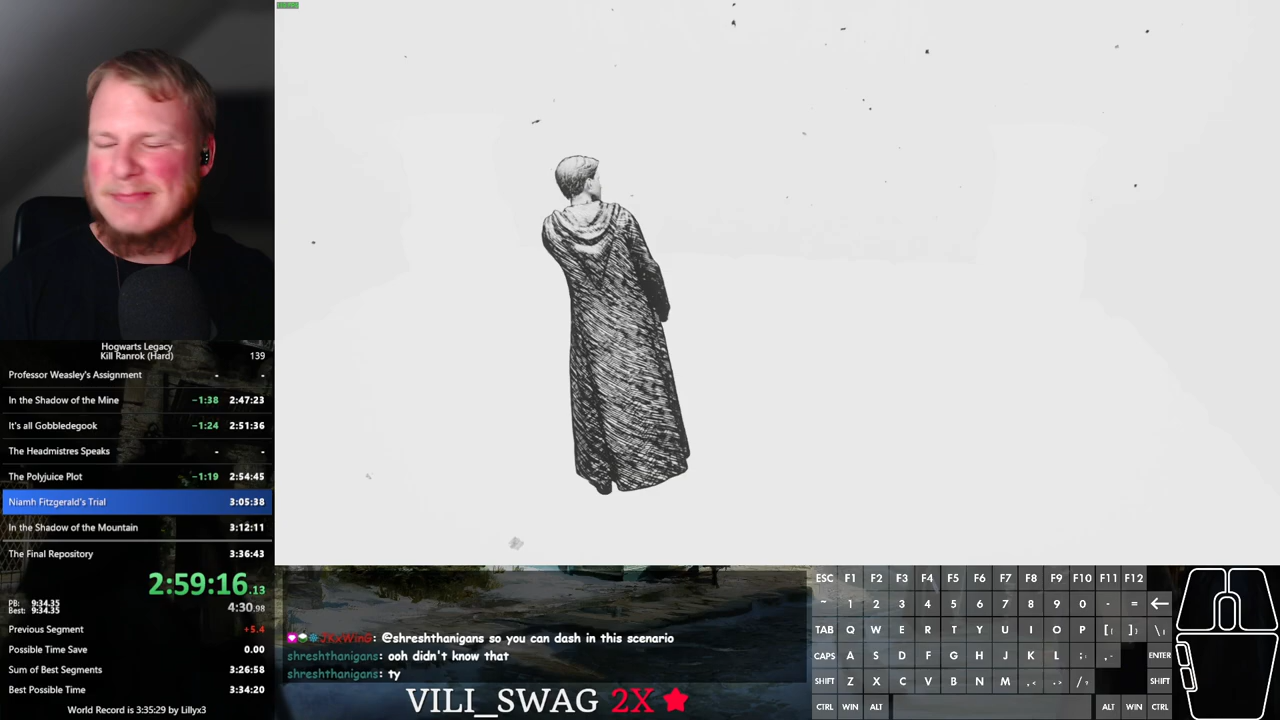 Hogwarts Legacy
Kill Ranrok (Hard) 139
Professor Weasley's Assignment - -
In the Shadow of the Mine -1:38 2:47:23
It's all Gobbledegook -1:24 2:51:36
The Headmistres Speaks - -
The Polyjuice Plot -1:19 2:54:45
Niamh Fitzgerald's Trial 3:05:38
In the Shadow of the Mountain 3:12:11
The Final Repository 3:36:43
2:59:16.13
PB: 9:34.35
Best: 9:34.35
4:30.98
Previous Segment +5.4
Possible Time Save 0.00
Sum of Best Segments 3:26:58
Best Possible Time 3:34:20
World Record is 3:35:29 by Lillyx3
JKxWinG: @shreshthanigans so you can dash in this scenario
shreshthanigans: ooh didn't know that
shreshthanigans: ty
VILI_SWAG 2X
ESC F1 F2 F3 F4 F5 F6 F7 F8 F9 F10 F11 F12
~ 1 2 3 4 5 6 7 8 9 0 - =
TAB Q W E R T Y U I O P [{ ]} \|
CAPS A S D F G H J K L ;: ENTER
SHIFT Z X C V B N M ,< .> /? SHIFT
CTRL WIN ALT ALT WIN CTRL